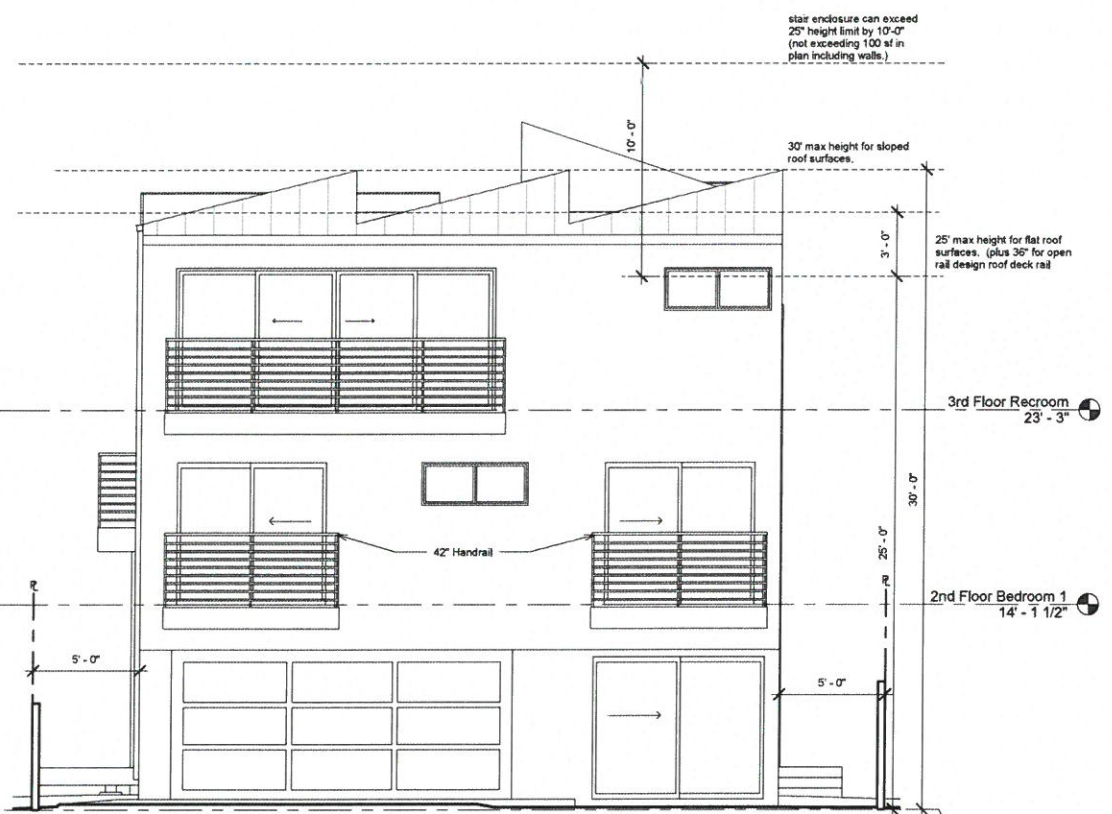 stair enclosure can exceed
25" height limit by 10'-0"
(not exceeding 100 sf in
plan including walls.)
10' - 0"
30' max height for sloped
roof surfaces.
3' - 0"
25' max height for flat roof
surfaces. (plus 36" for open
rail design roof deck rail
3rd Floor Recroom
23' - 3"
30' - 0"
25' - 0"
42" Handrail
2nd Floor Bedroom 1
14' - 1 1/2"
5' - 0"
5' - 0"